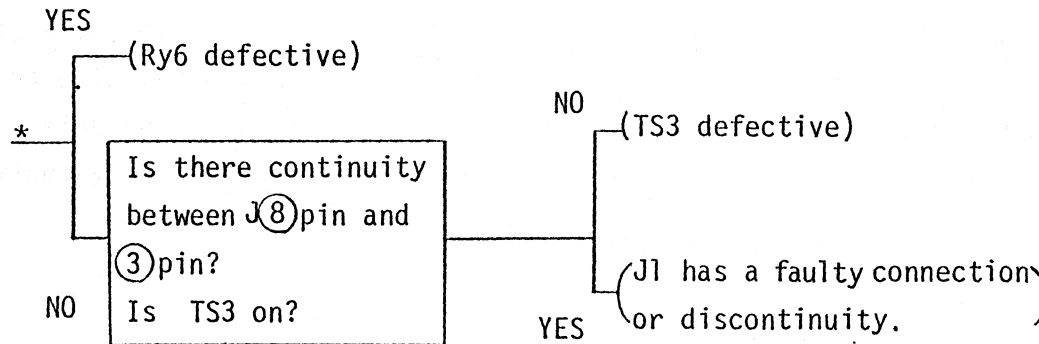 YES
(Ry6 defective)
*
Is there continuity
between J⑧pin and
③pin?
Is TS3 on?
NO
NO
(TS3 defective)
(J1 has a faulty connection
or discontinuity.)
YES